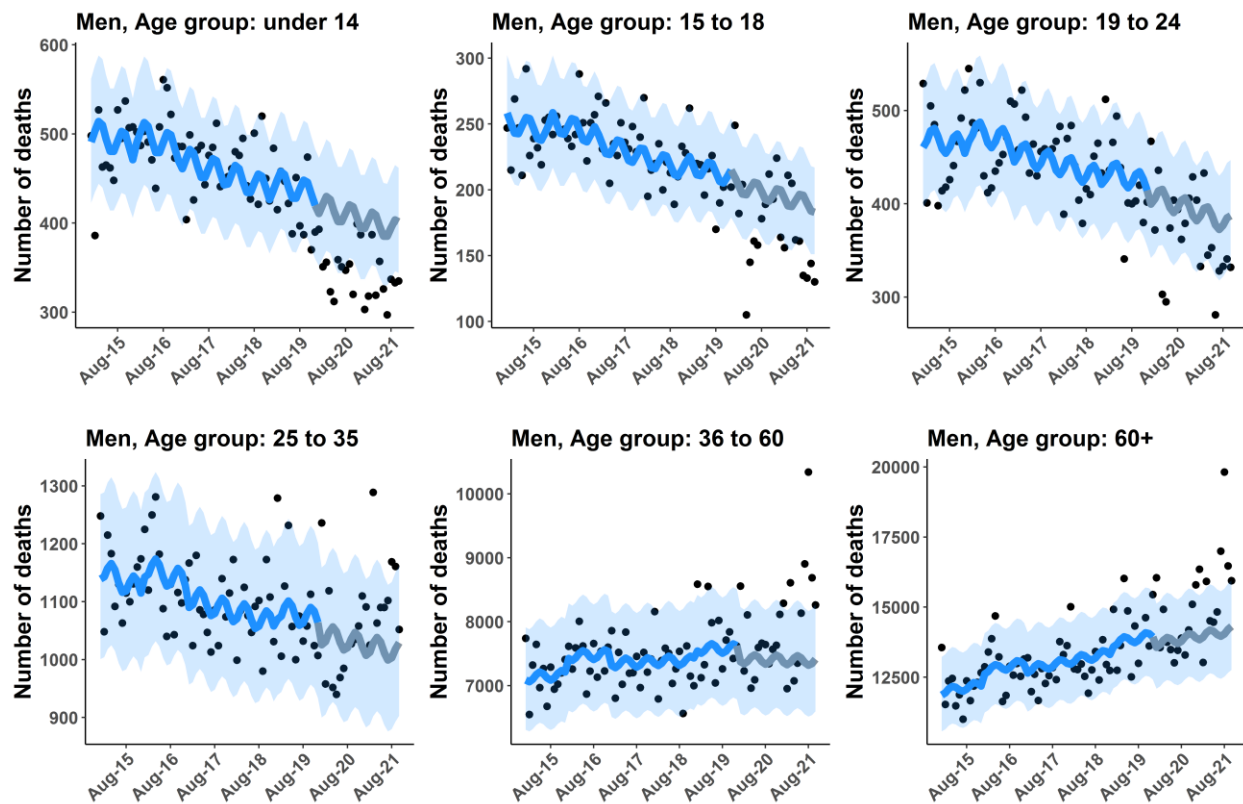 Men, Age group: under 14
Number of deaths
600
500
400
300
Aug-15
Aug-16
Aug-17
Aug-18
Aug-19
Aug-20
Aug-21
Men, Age group: 15 to 18
Number of deaths
300
250
200
150
100
Aug-15
Aug-16
Aug-17
Aug-18
Aug-19
Aug-20
Aug-21
Men, Age group: 19 to 24
Number of deaths
500
400
300
Aug-15
Aug-16
Aug-17
Aug-18
Aug-19
Aug-20
Aug-21
Men, Age group: 25 to 35
Number of deaths
1300
1200
1100
1000
900
Aug-15
Aug-16
Aug-17
Aug-18
Aug-19
Aug-20
Aug-21
Men, Age group: 36 to 60
Number of deaths
10000
9000
8000
7000
Aug-15
Aug-16
Aug-17
Aug-18
Aug-19
Aug-20
Aug-21
Men, Age group: 60+
Number of deaths
20000
17500
15000
12500
Aug-15
Aug-16
Aug-17
Aug-18
Aug-19
Aug-20
Aug-21